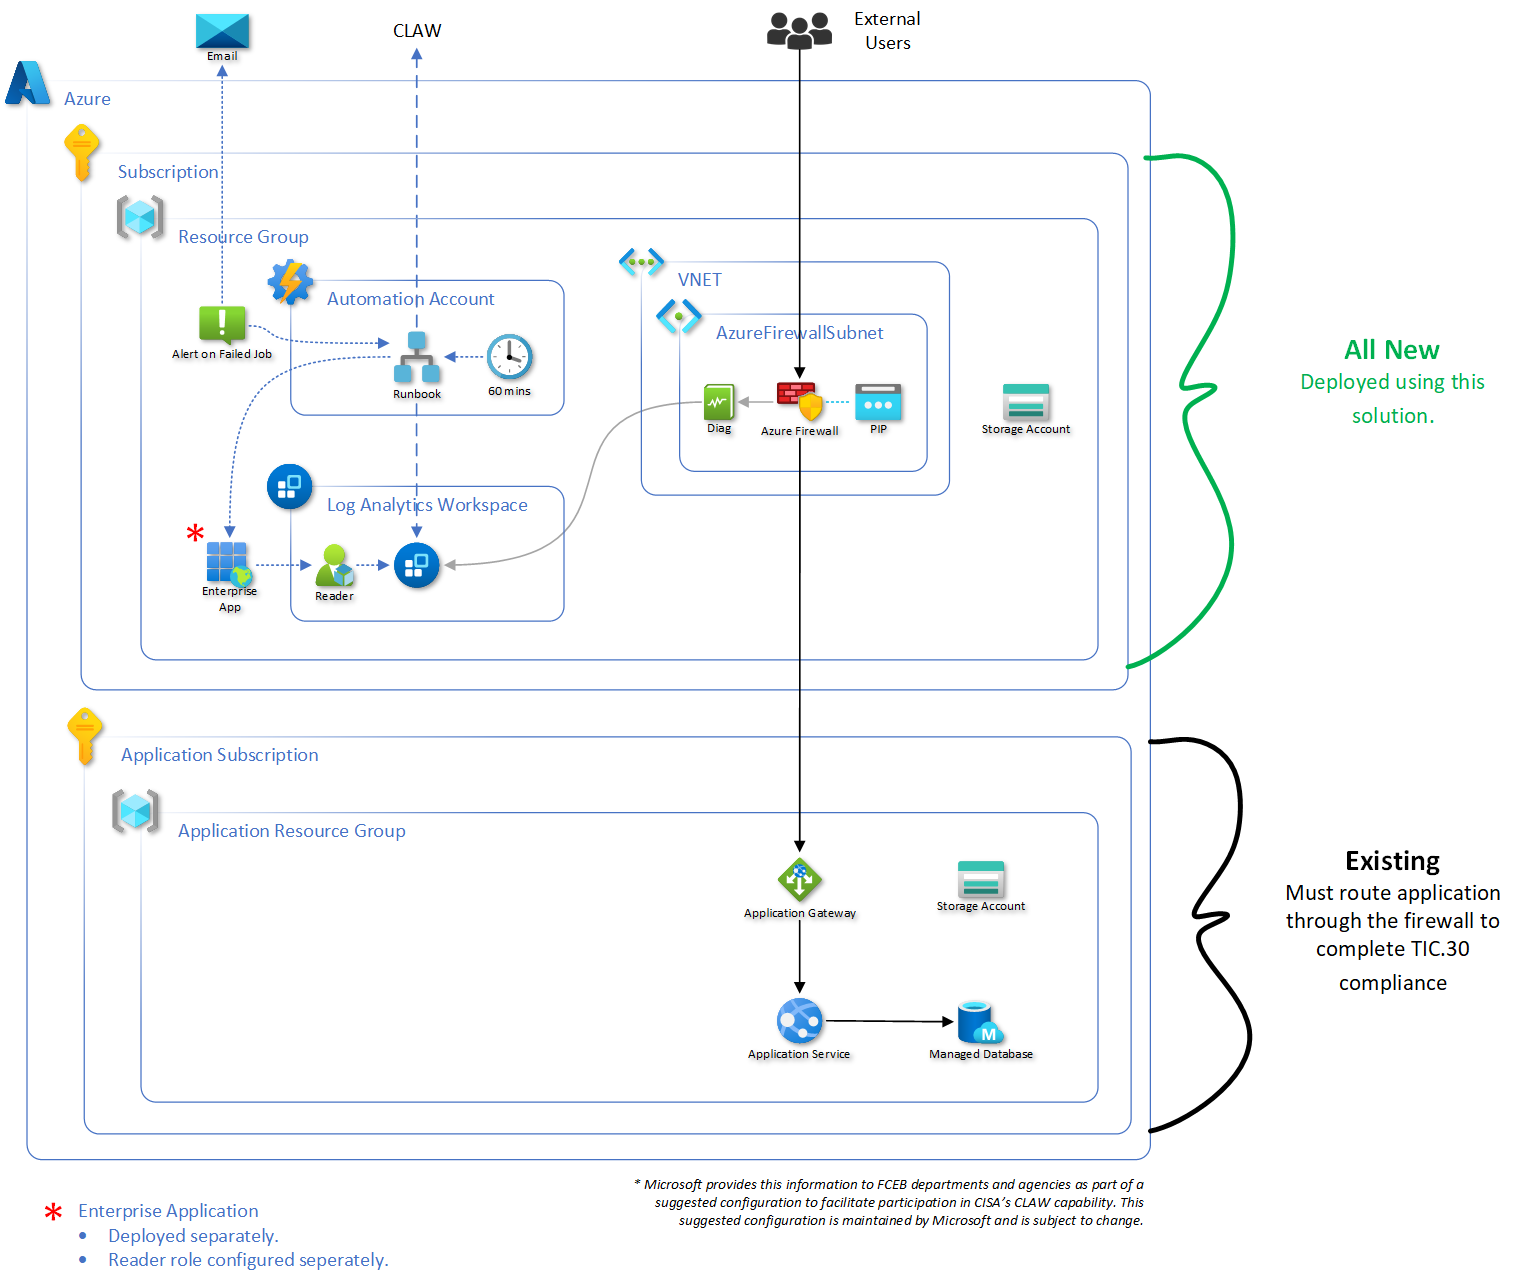 Email
CLAW
External
Users
Azure
Subscription
Resource Group
Automation Account
Alert on Failed Job
Runbook
60 mins
VNET
AzureFirewallSubnet
Diag
Azure Firewall
PIP
Storage Account
Log Analytics Workspace
Enterprise
App
Reader
All New
Deployed using this
solution.
Application Subscription
Application Resource Group
Application Gateway
Storage Account
Application Service
M
Managed Database
Existing
Must route application
through the firewall to
complete TIC.30
compliance
* Microsoft provides this information to FCEB departments and agencies as part of a
suggested configuration to facilitate participation in CISA's CLAW capability. This
suggested configuration is maintained by Microsoft and is subject to change.
* Enterprise Application
• Deployed separately.
• Reader role configured seperately.